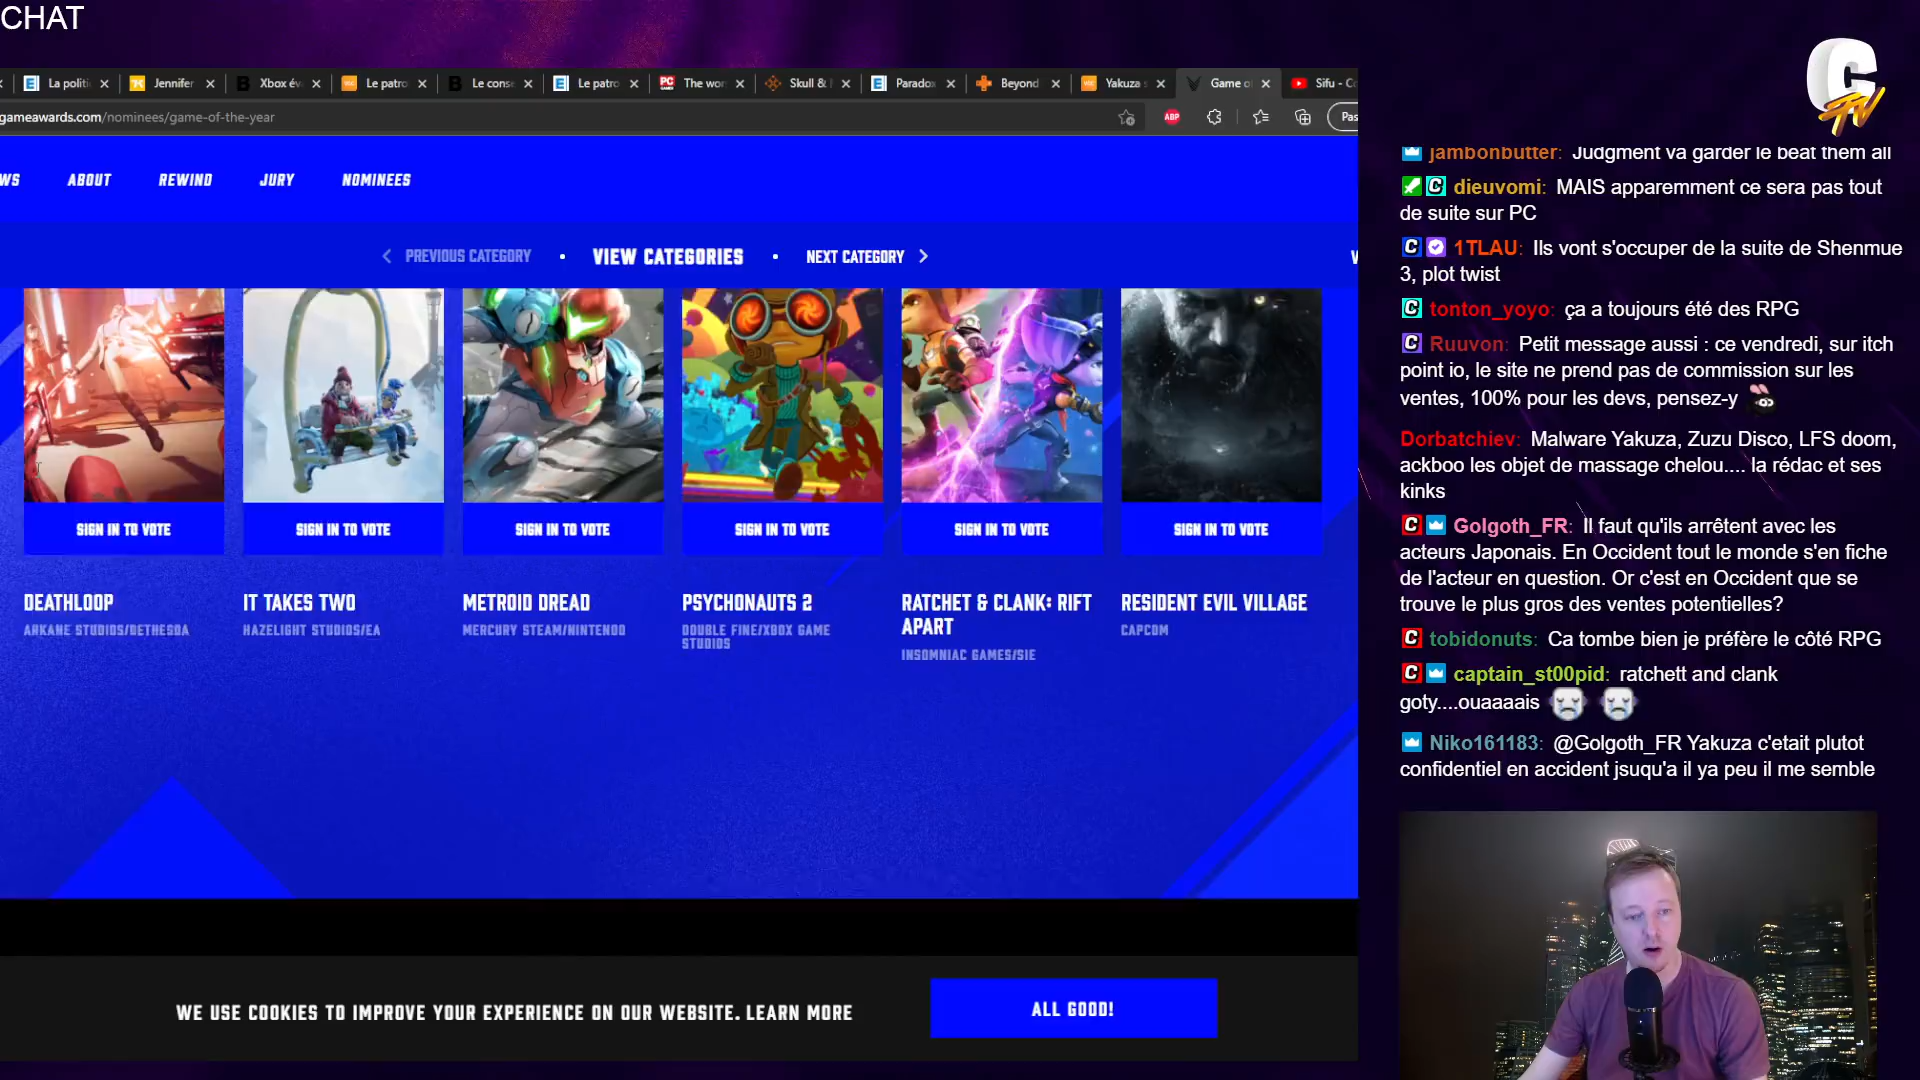 CHAT
La politi
Jennifer
Xbox év
Le patro
Le conse
Le patro
PC
The wor
Skull &
Parado
Beyond
Yakuza s
Game o
Sifu - C
gameawards.com/nominees/game-of-the-year
ABP
Pas
WS
ABOUT
REWIND
JURY
NOMINEES
PREVIOUS CATEGORY
VIEW CATEGORIES
NEXT CATEGORY
SIGN IN TO VOTE
SIGN IN TO VOTE
SIGN IN TO VOTE
SIGN IN TO VOTE
SIGN IN TO VOTE
SIGN IN TO VOTE
DEATHLOOP
ARKANE STUDIOS/BETHESDA
IT TAKES TWO
HAZELIGHT STUDIOS/EA
METROID DREAD
MERCURY STEAM/NINTENDO
PSYCHONAUTS 2
DOUBLE FINE/XBOX GAME
STUDIOS
RATCHET & CLANK: RIFT
APART
INSOMNIAC GAMES/SIE
RESIDENT EVIL VILLAGE
CAPCOM
WE USE COOKIES TO IMPROVE YOUR EXPERIENCE ON OUR WEBSITE. LEARN MORE
ALL GOOD!
C
TV
jambonbutter: Judgment va garder le beat them all
dieuvomi: MAIS apparemment ce sera pas tout
de suite sur PC
1TLAU: Ils vont s'occuper de la suite de Shenmue
3, plot twist
tonton_yoyo: ça a toujours été des RPG
Ruuvon: Petit message aussi : ce vendredi, sur itch
point io, le site ne prend pas de commission sur les
ventes, 100% pour les devs, pensez-y
Dorbatchiev: Malware Yakuza, Zuzu Disco, LFS doom,
ackboo les objet de massage chelou.... la rédac et ses
kinks
Golgoth_FR: Il faut qu'ils arrêtent avec les
acteurs Japonais. En Occident tout le monde s'en fiche
de l'acteur en question. Or c'est en Occident que se
trouve le plus gros des ventes potentielles?
tobidonuts: Ca tombe bien je préfère le côté RPG
captain_st00pid: ratchett and clank
goty....ouaaaais
Niko161183: @Golgoth_FR Yakuza c'etait plutot
confidentiel en accident jsuqu'a il ya peu il me semble